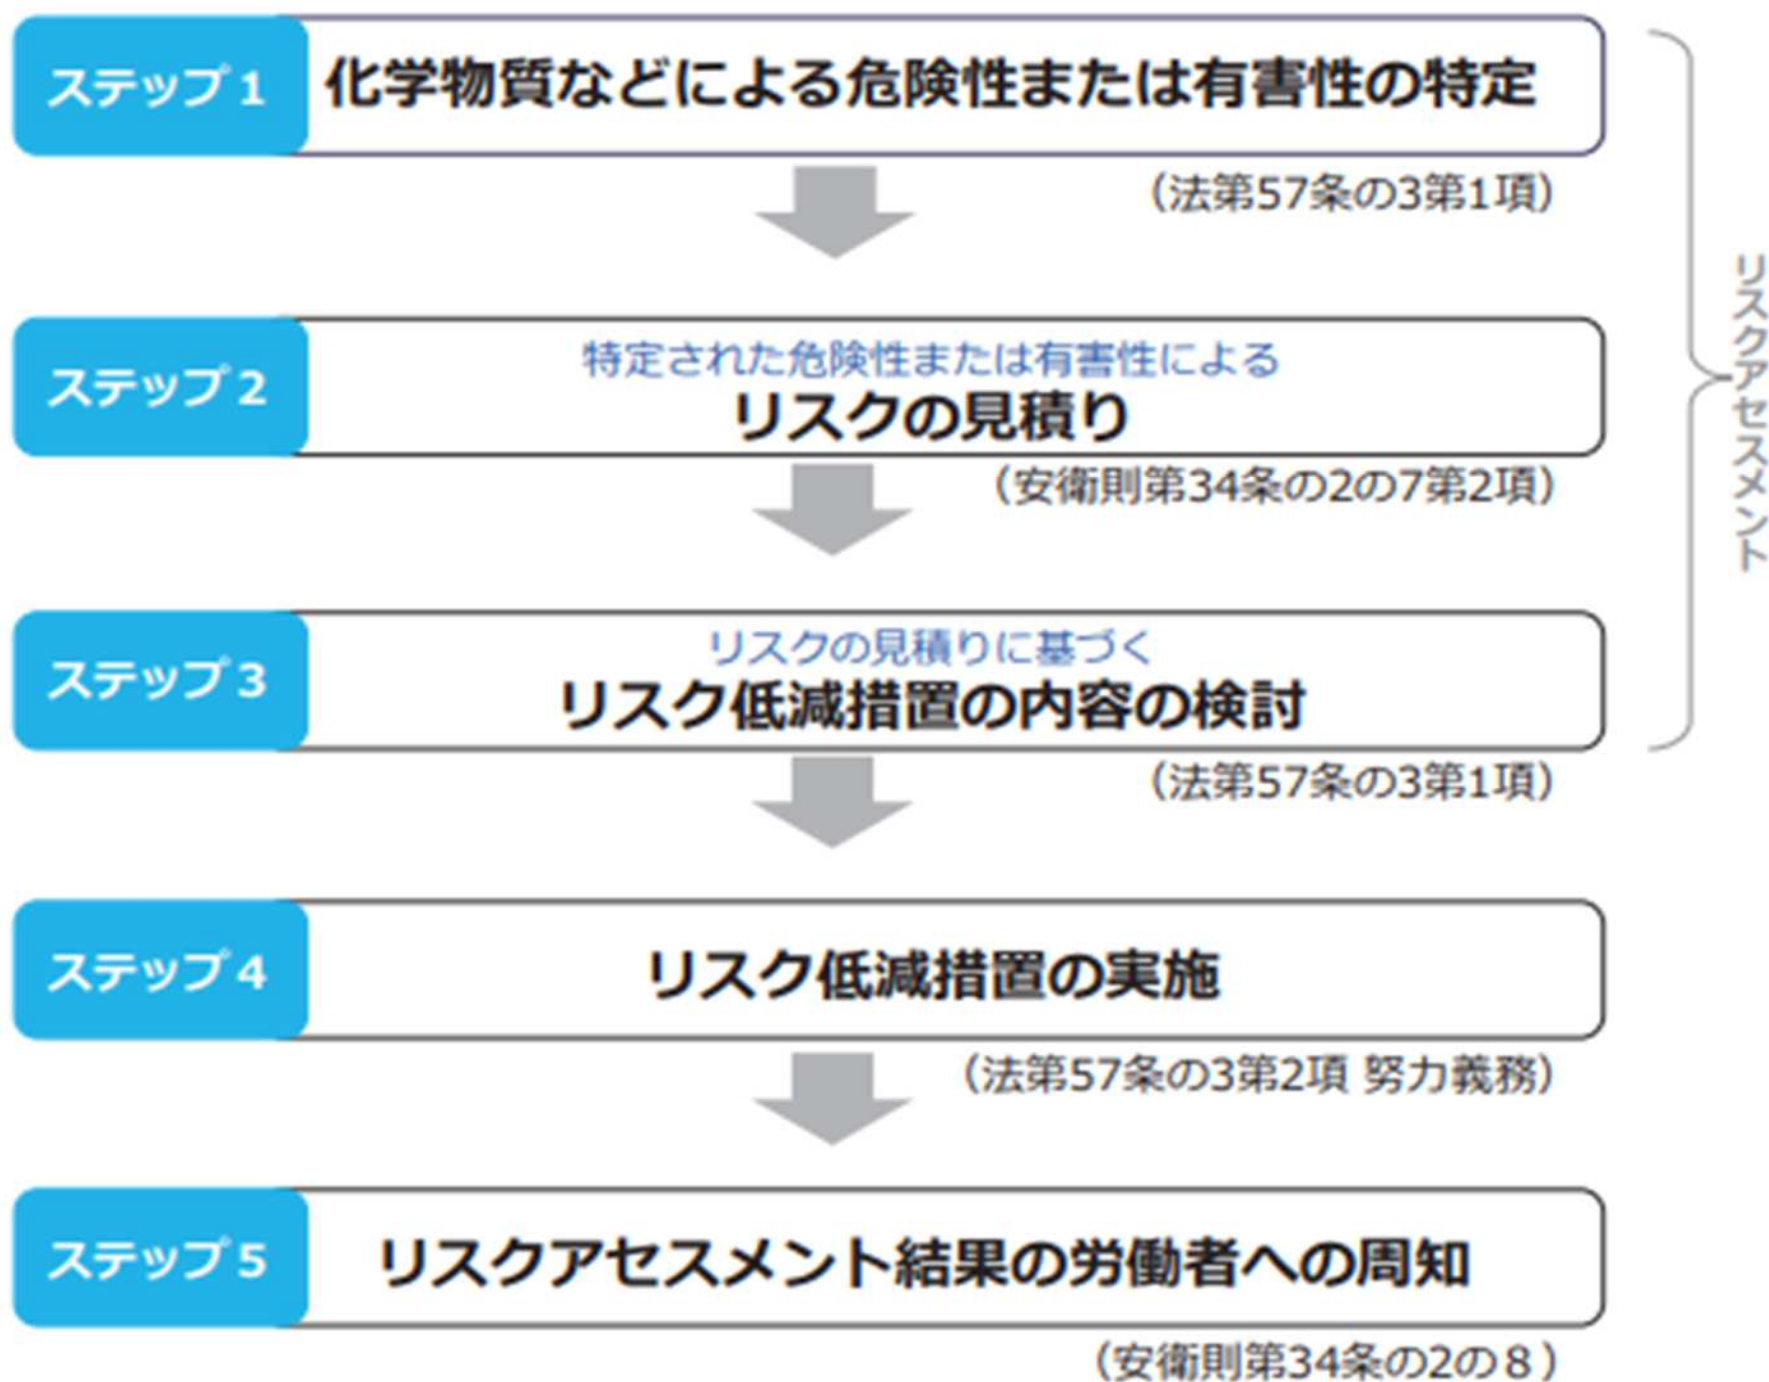 ステップ1
化学物質などによる危険性または有害性の特定
（法第57条の3第1項）
ステップ2
特定された危険性または有害性による
リスクの見積り
（安衛則第34条の2の7第2項）
ステップ3
リスクの見積りに基づく
リスク低減措置の内容の検討
（法第57条の3第1項）
リスクアセスメント
ステップ4
リスク低減措置の実施
（法第57条の3第2項 努力義務）
ステップ5
リスクアセスメント結果の労働者への周知
（安衛則第34条の2の８）